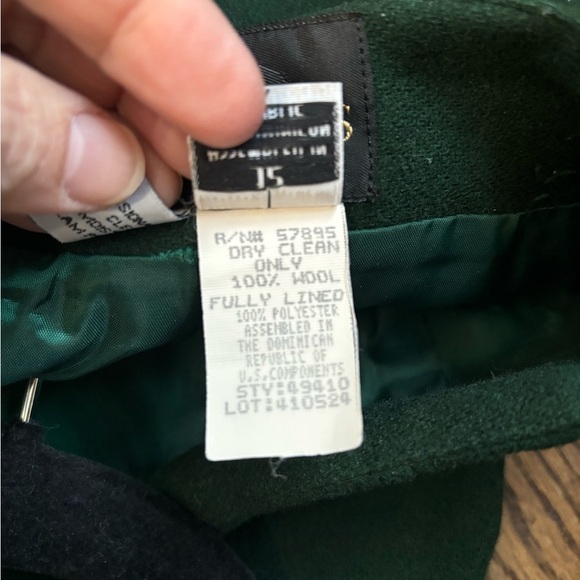 S
15
R/N# 57895
DRY CLEAN
ONLY
100% WOOL
FULLY LINED
100% POLYESTER
ASSEMBLED IN
THE DOMINICAN
REPUBLIC OF
U.S.COMPONENTS
STY:49410
LOT:410524